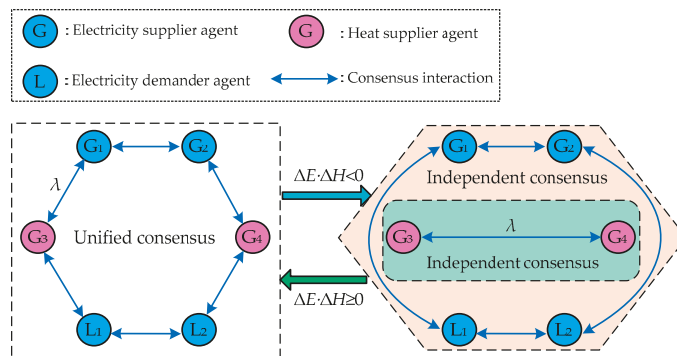 G : Electricity supplier agent
G : Heat supplier agent
L : Electricity demander agent
: Consensus interaction
G1 G2
λ
G3 Unified consensus G4
L1 L2
ΔE·ΔH<0
ΔE·ΔH≥0
G1 G2
Independent consensus
λ
G3 G4
Independent consensus
L1 L2